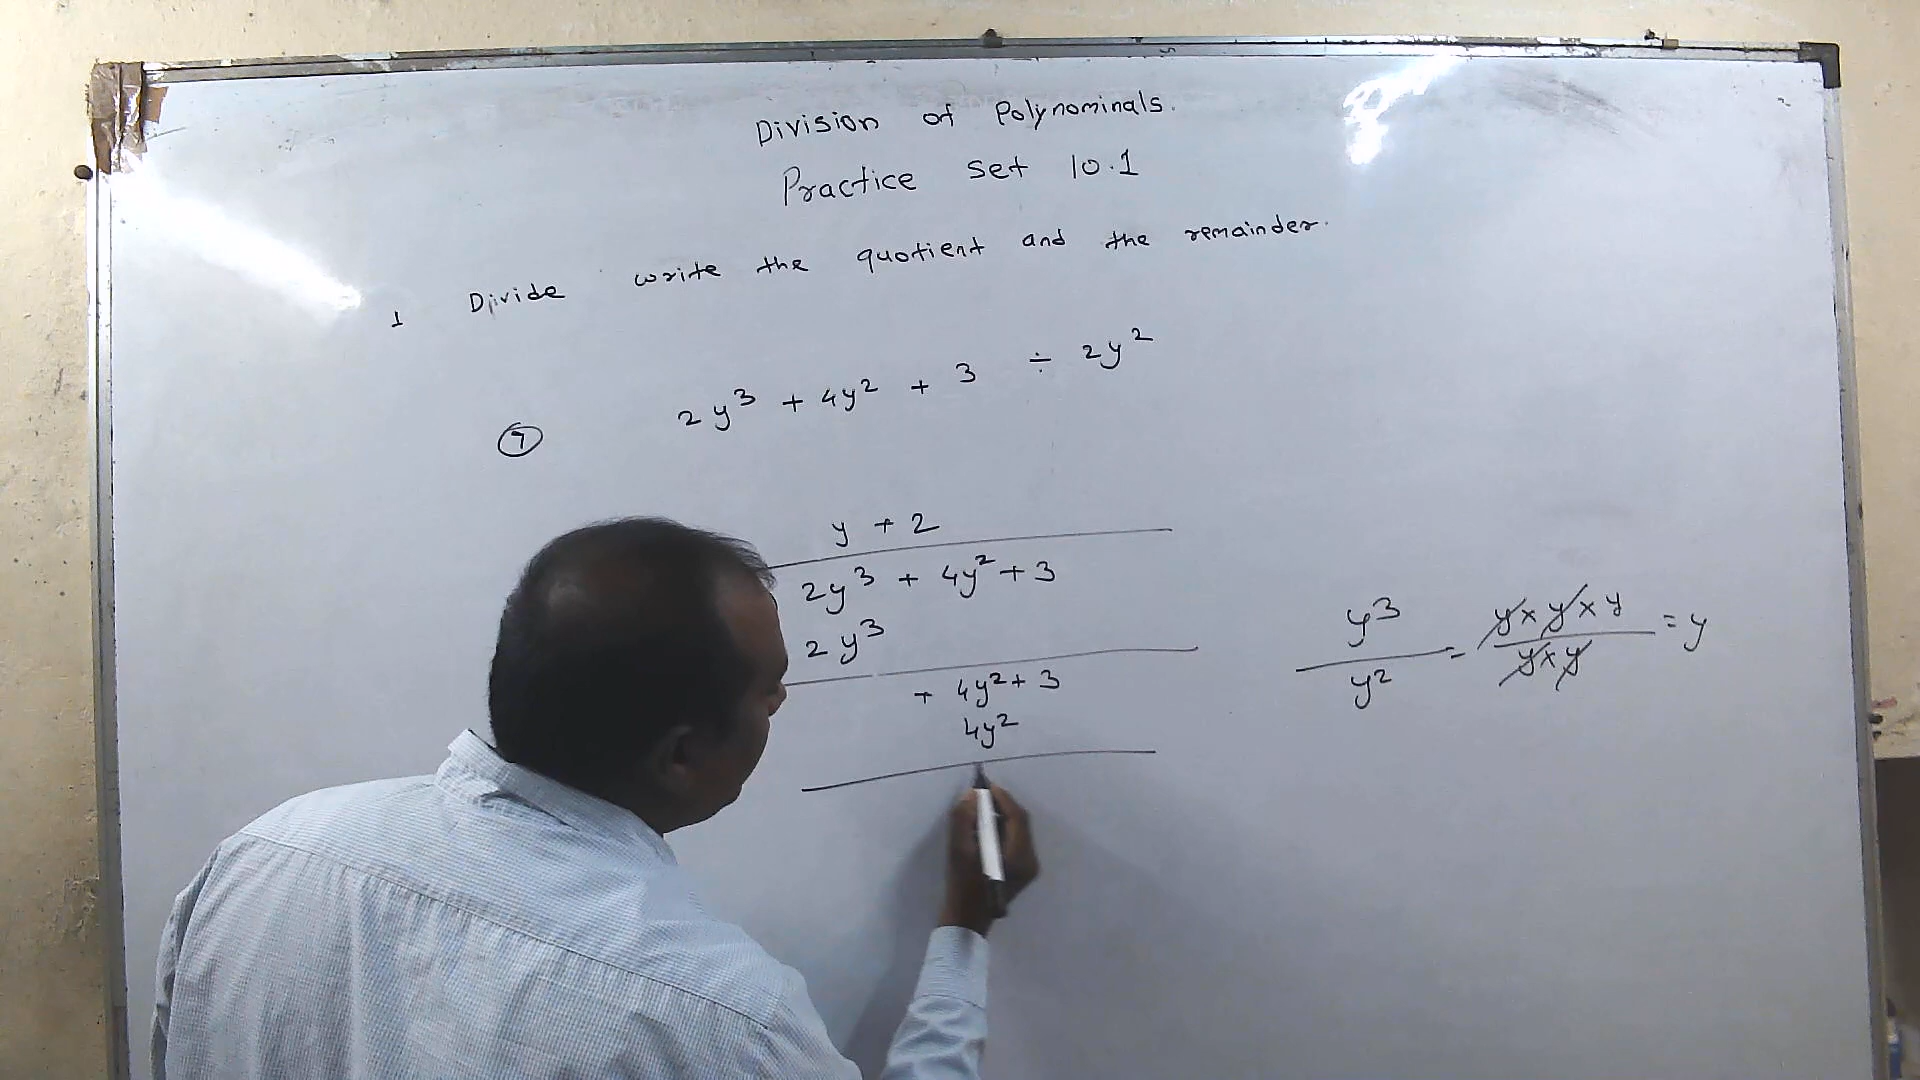 Division of Polynominals.
Practice Set 10.1
1 Divide write the quotient and the remainder.
7 2y³ + 4y² + 3 ÷ 2y²
y + 2
2y³ + 4y² + 3
2y³
+ 4y² + 3
4y²
y³/y² = y×y×y/y×y = y